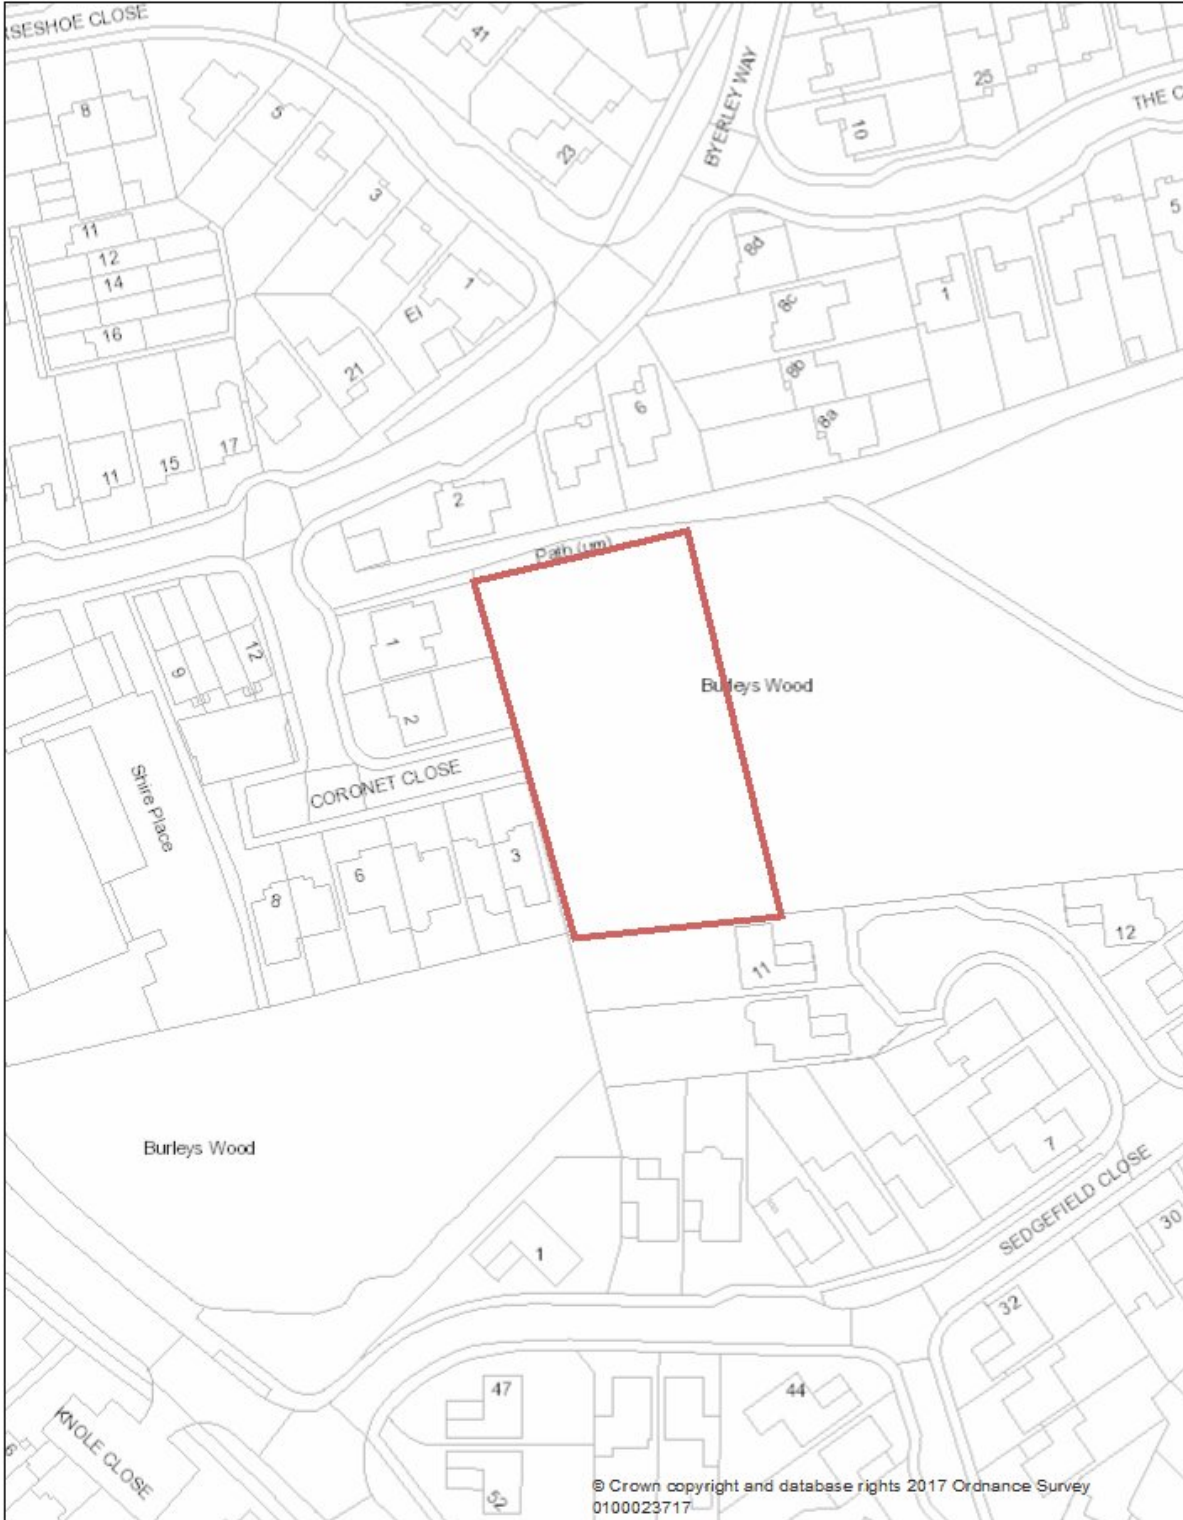 RSESHOE CLOSE
41
BYERLEY WAY
25
THE C
8
5
10
23
3
11
12
14
16
8d
5
1
8c
1
El
21
8b
6
8a
17
15
11
2
Path (um)
1
12
9
Burleys Wood
2
CORONET CLOSE
Shire Place
3
6
8
12
11
Burleys Wood
7
SEDGEFIELD CLOSE
1
30
32
47
44
KNOLE CLOSE
6
52
© Crown copyright and database rights 2017 Ordnance Survey
0100023717